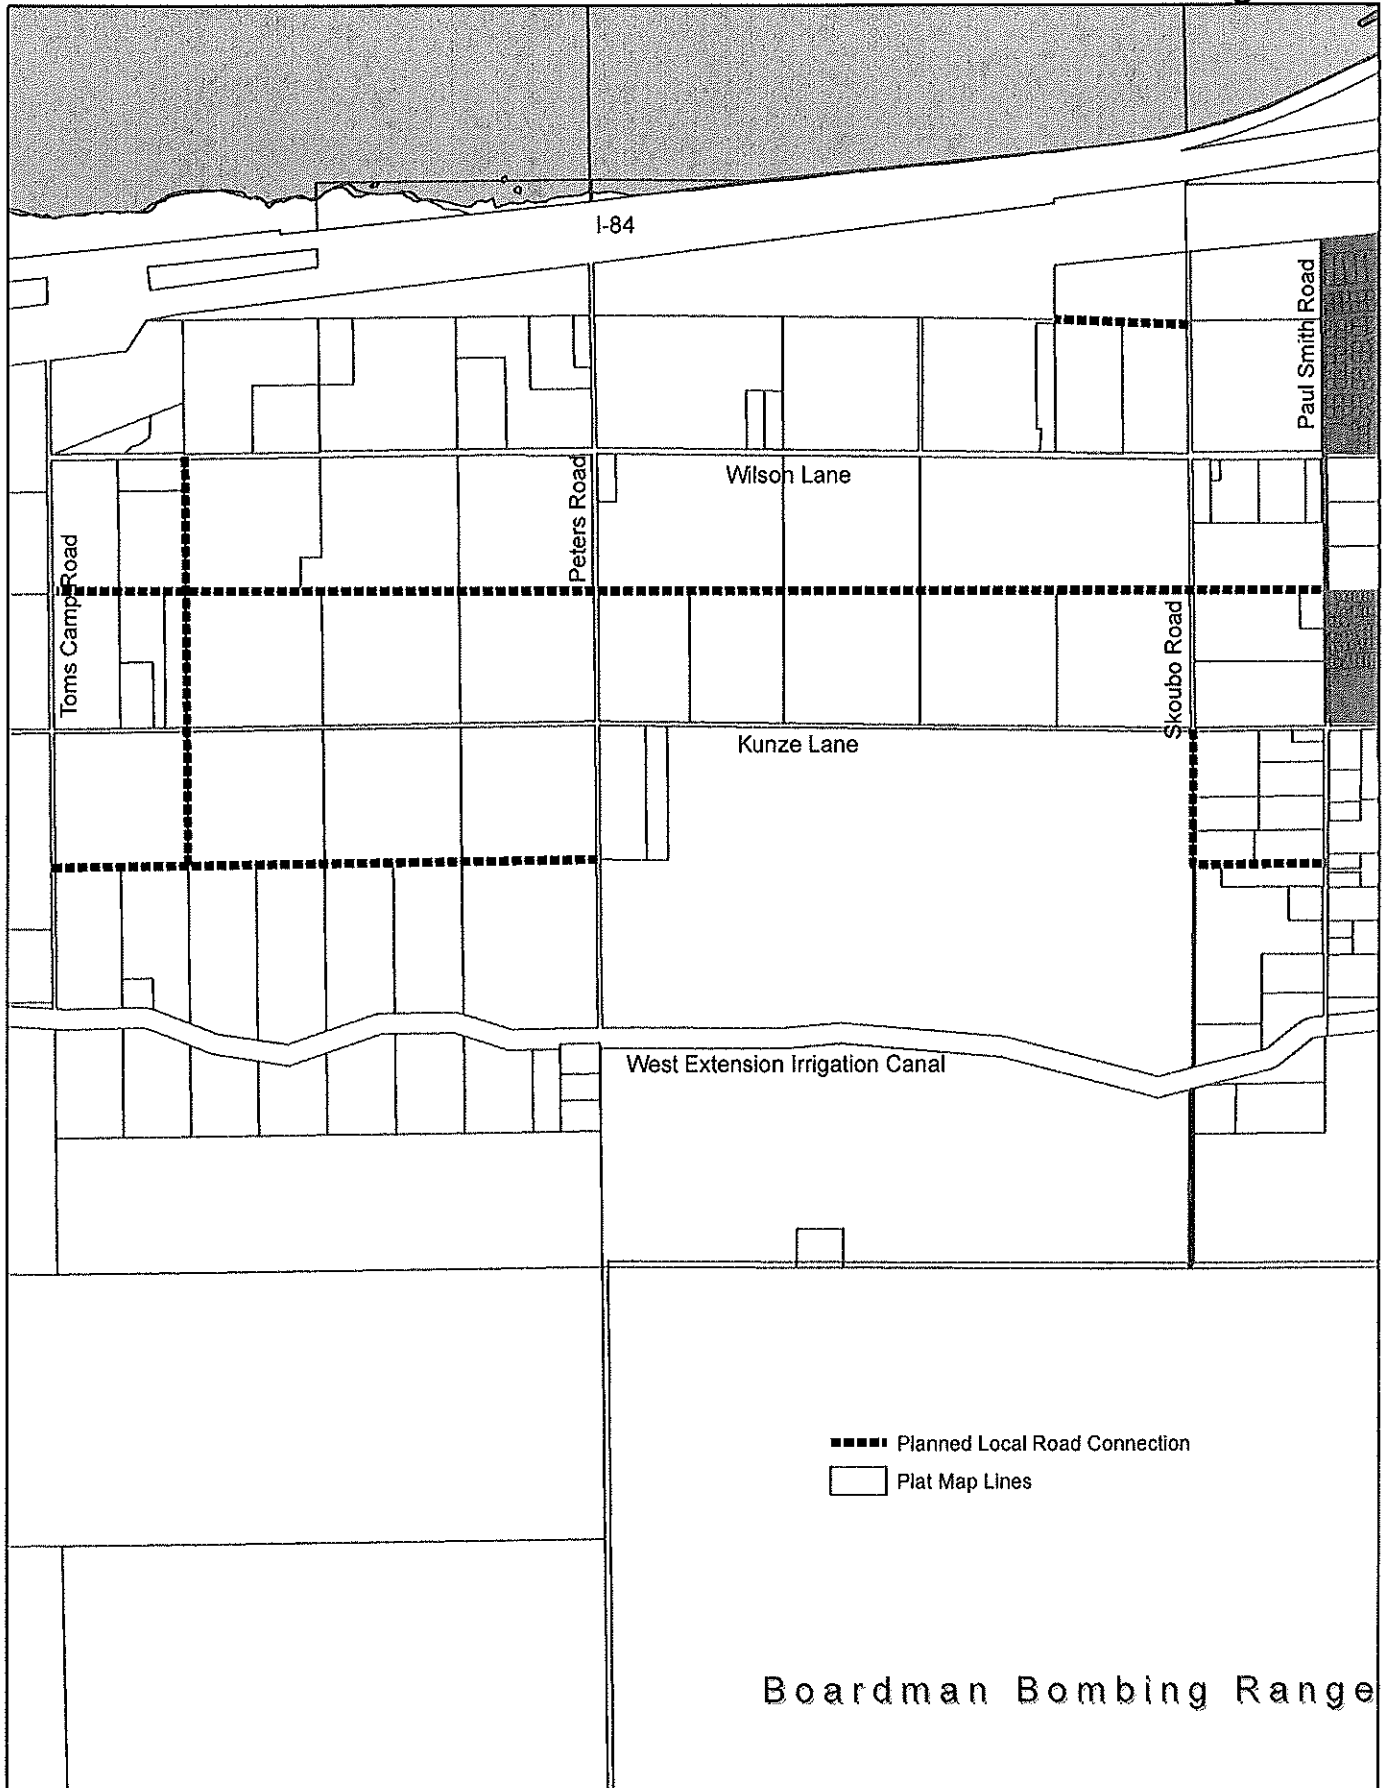 I-84
Paul Smith Road
Wilson Lane
Peters Road
Toms Camp Road
Skoubo Road
Kunze Lane
West Extension Irrigation Canal
Planned Local Road Connection
Plat Map Lines
Boardman Bombing Range